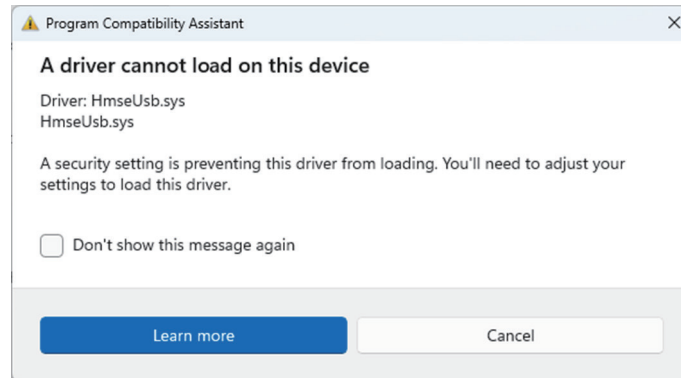 Program Compatibility Assistant
A driver cannot load on this device
Driver: HmseUsb.sys
HmseUsb.sys
A security setting is preventing this driver from loading. You'll need to adjust your
settings to load this driver.
Don't show this message again
Learn more
Cancel